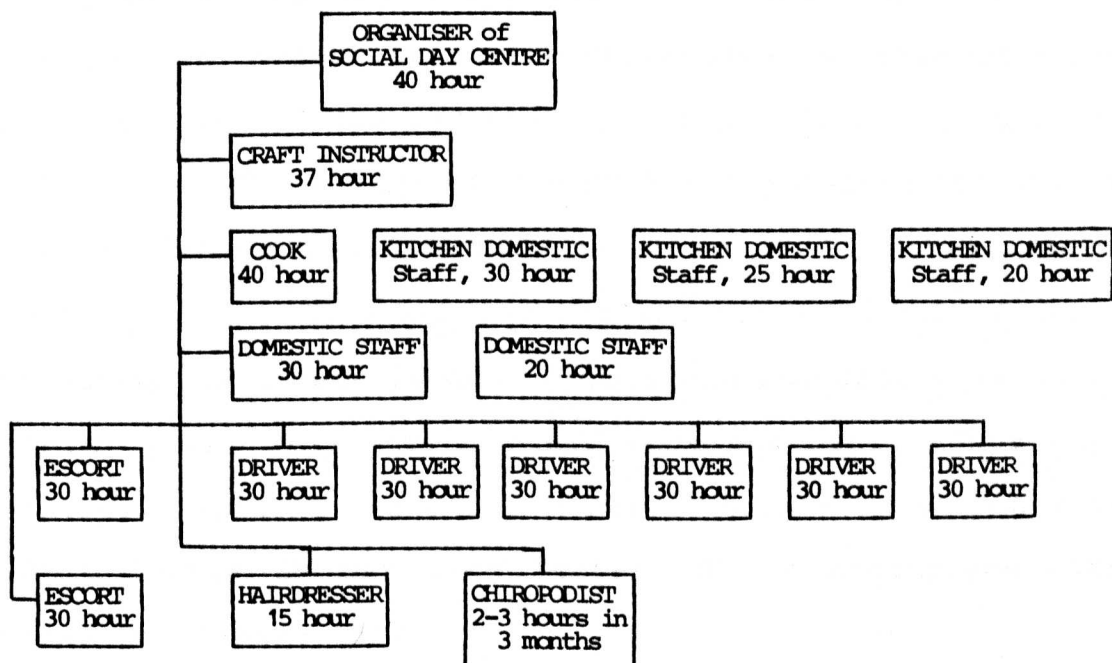 ORGANISER of
SOCIAL DAY CENTRE
40 hour
CRAFT INSTRUCTOR
37 hour
COOK
40 hour
KITCHEN DOMESTIC
Staff, 30 hour
KITCHEN DOMESTIC
Staff, 25 hour
KITCHEN DOMESTIC
Staff, 20 hour
DOMESTIC STAFF
30 hour
DOMESTIC STAFF
20 hour
ESCORT
30 hour
DRIVER
30 hour
DRIVER
30 hour
DRIVER
30 hour
DRIVER
30 hour
DRIVER
30 hour
DRIVER
30 hour
ESCORT
30 hour
HAIRDRESSER
15 hour
CHIROPODIST
2-3 hours in
3 months